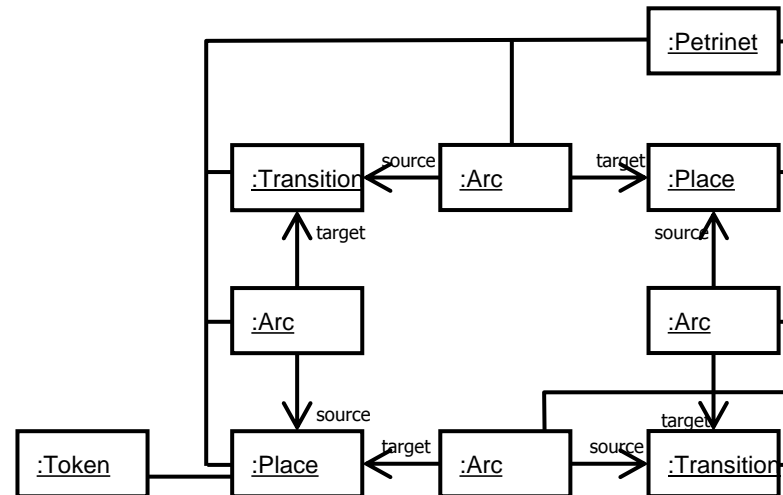 :Petrinet
source
target
:Transition
:Arc
:Place
target
source
:Arc
:Arc
source
target
target
source
:Token
:Place
:Arc
:Transition